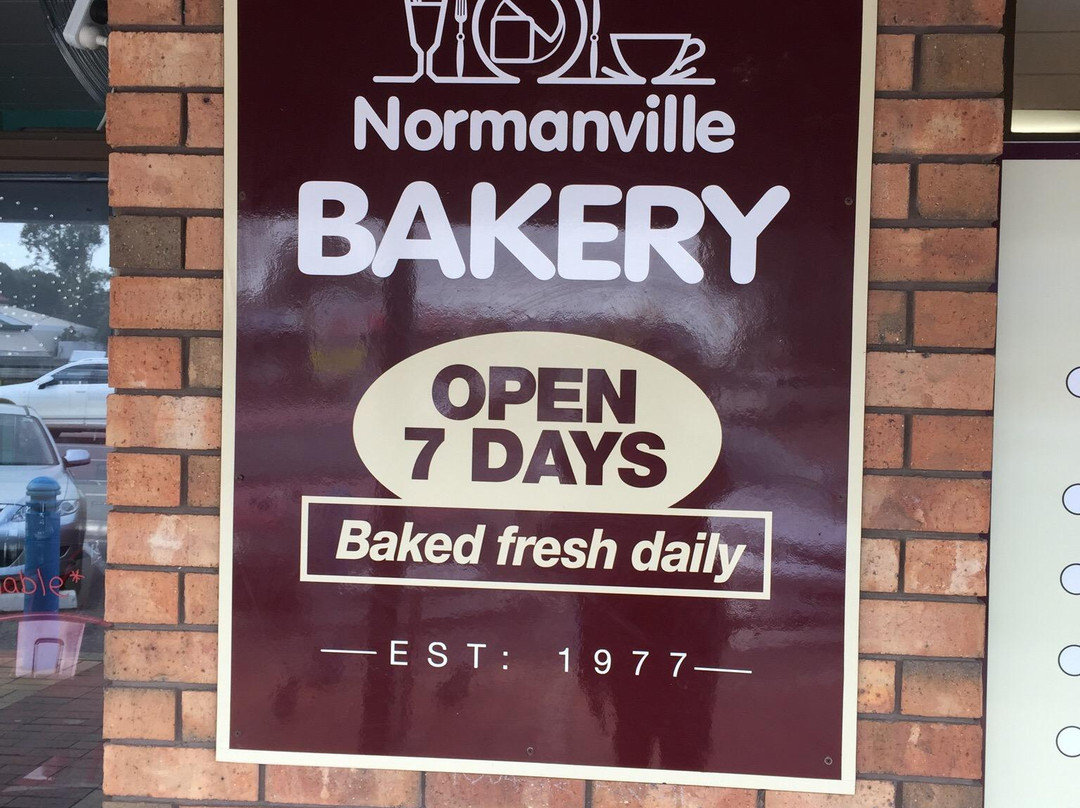 Normanville
BAKERY
OPEN
7 DAYS
Baked fresh daily
EST: 1977